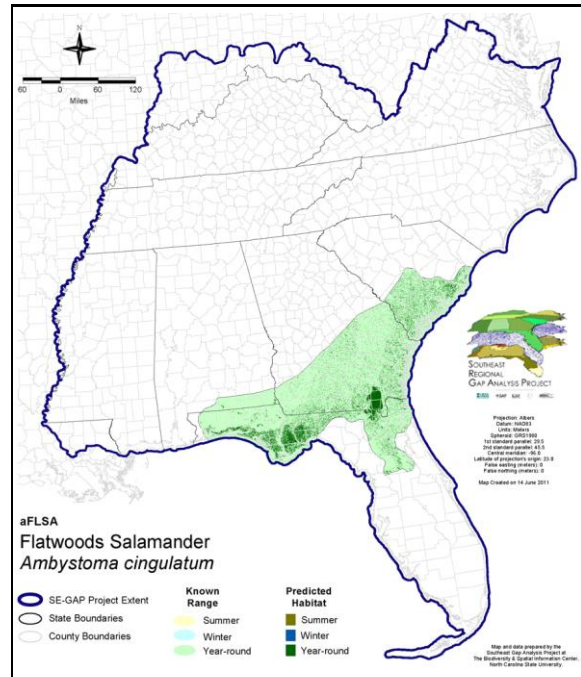 N
60 0 60 120
Miles
SOUTHEAST
REGIONAL
GAP ANALYSIS PROJECT
Projection: Albers
Datum: NAD83
Units: Meters
Spheroid: GRS1980
1st standard parallel: 29.5
2nd standard parallel: 45.5
Central meridian: -96.0
Latitude of projection's origin: 23.0
False easting (meters): 0
False northing (meters): 0
Map Created on 14 June 2011
aFLSA
Flatwoods Salamander
Ambystoma cingulatum
SE-GAP Project Extent
State Boundaries
County Boundaries
Known
Range
Summer
Winter
Year-round
Predicted
Habitat
Summer
Winter
Year-round
Map and data prepared by the
Southeast Gap Analysis Project at
The Biodiversity & Spatial Information Center,
North Carolina State University.